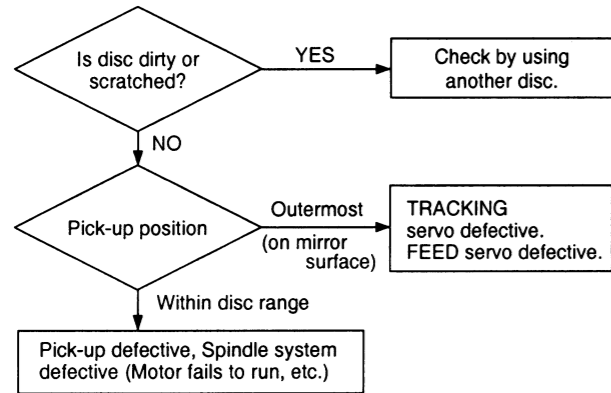 Is disc dirty or
scratched?
YES
Check by using
another disc.
NO
Pick-up position
Outermost
(on mirror
surface)
TRACKING
servo defective.
FEED servo defective.
Within disc range
Pick-up defective, Spindle system
defective (Motor fails to run, etc.)